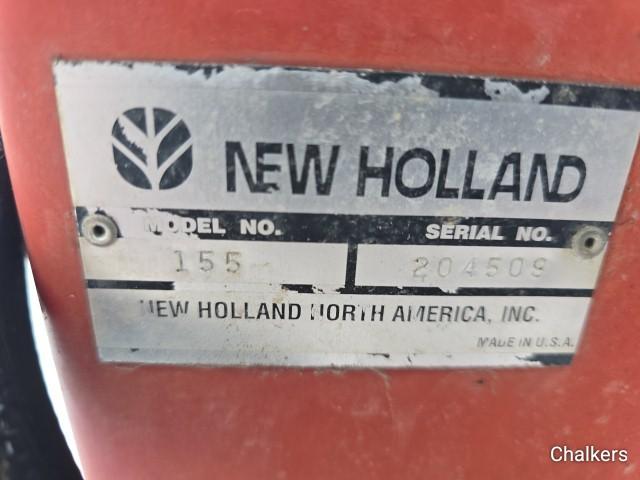 NEW HOLLAND
MODEL NO. SERIAL NO.
155 204509
NEW HOLLAND NORTH AMERICA, INC.
MADE IN U.S.A.
Chalkers